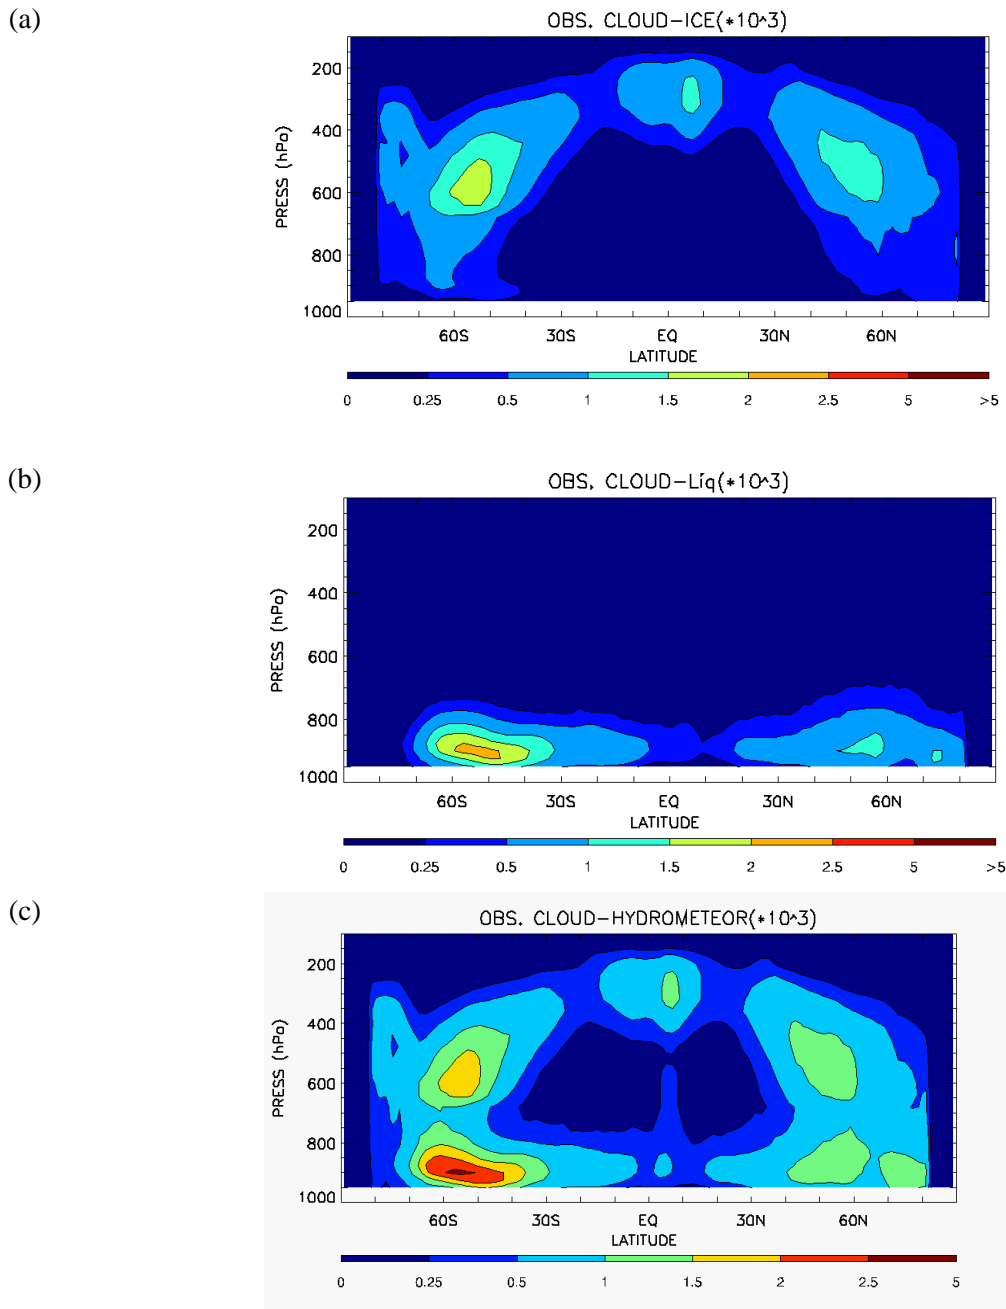 (a)
OBS. CLOUD-ICE(*10^3)
PRESS (hPa)
200
400
600
800
1000
60S 30S EQ 30N 60N
LATITUDE
0 0.25 0.5 1 1.5 2 2.5 5 >5
(b)
OBS. CLOUD-Liq(*10^3)
PRESS (hPa)
200
400
600
800
1000
60S 30S EQ 30N 60N
LATITUDE
0 0.25 0.5 1 1.5 2 2.5 5 >5
(c)
OBS. CLOUD-HYDROMETEOR(*10^3)
PRESS (hPa)
200
400
600
800
1000
60S 30S EQ 30N 60N
LATITUDE
0 0.25 0.5 1 1.5 2 2.5 5